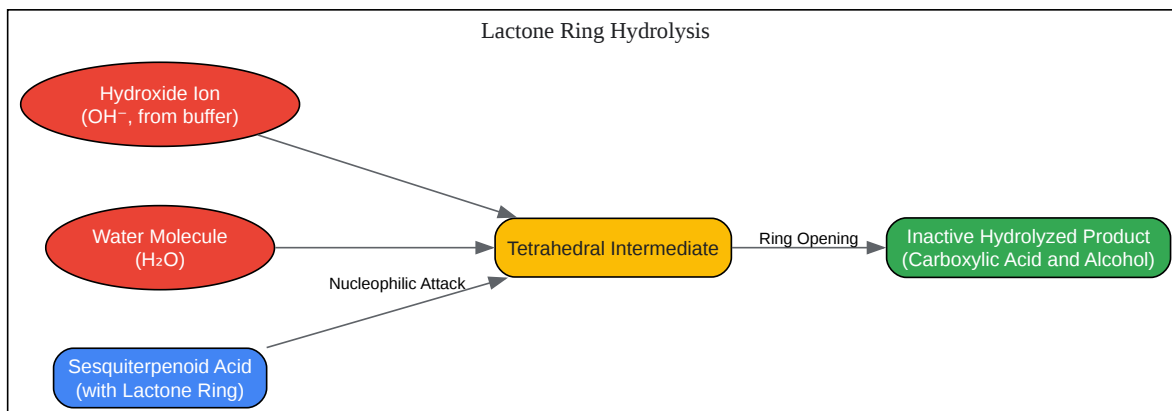 Lactone Ring Hydrolysis
Hydroxide Ion
(OH⁻, from buffer)
Water Molecule
(H₂O)
Nucleophilic Attack
Sesquiterpenoid Acid
(with Lactone Ring)
Tetrahedral Intermediate
Ring Opening
Inactive Hydrolyzed Product
(Carboxylic Acid and Alcohol)